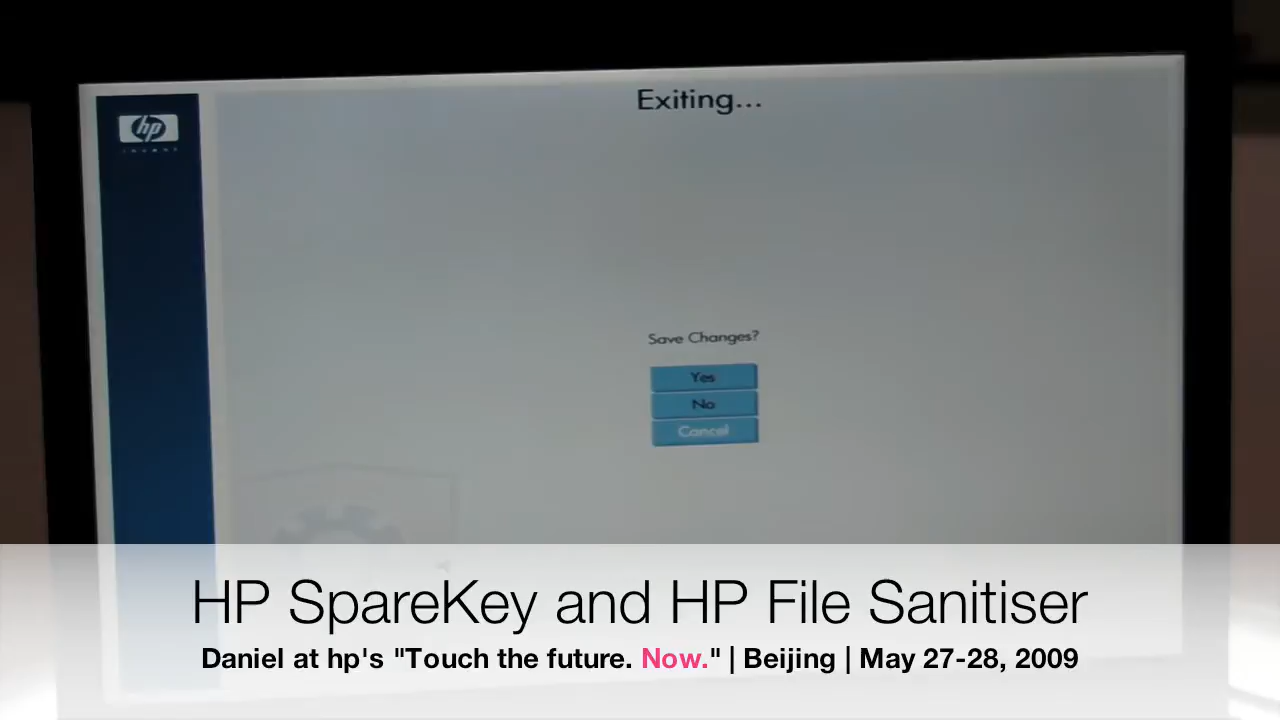 Exiting...
hp
invent
Save Changes?
Yes
No
Cancel
HP SpareKey and HP File Sanitiser
Daniel at hp's "Touch the future. Now." | Beijing | May 27-28, 2009